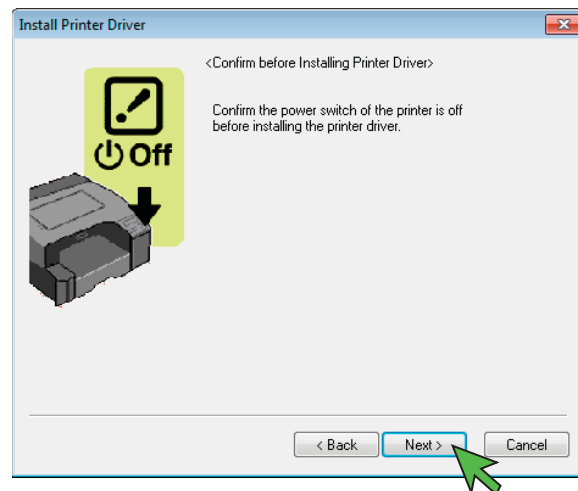 Install Printer Driver
<Confirm before Installing Printer Driver>
Confirm the power switch of the printer is off
before installing the printer driver.
Off
< Back
Next >
Cancel